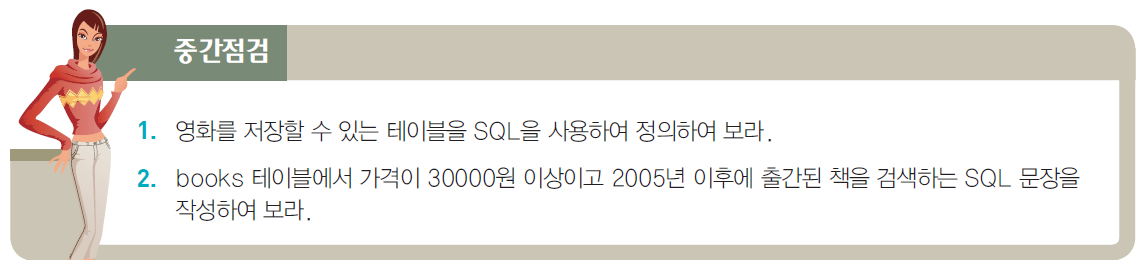 중간점검
1. 영화를 저장할 수 있는 테이블을 SQL을 사용하여 정의하여 보라.
2. books 테이블에서 가격이 30000원 이상이고 2005년 이후에 출간된 책을 검색하는 SQL 문장을
작성하여 보라.